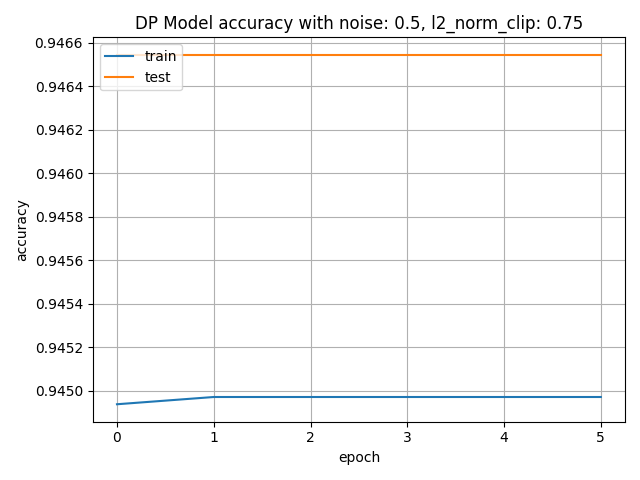 DP Model accuracy with noise: 0.5, l2_norm_clip: 0.75
0.9466
0.9464
0.9462
0.9460
0.9458
0.9456
0.9454
0.9452
0.9450
accuracy
train
test
0 1 2 3 4 5
epoch